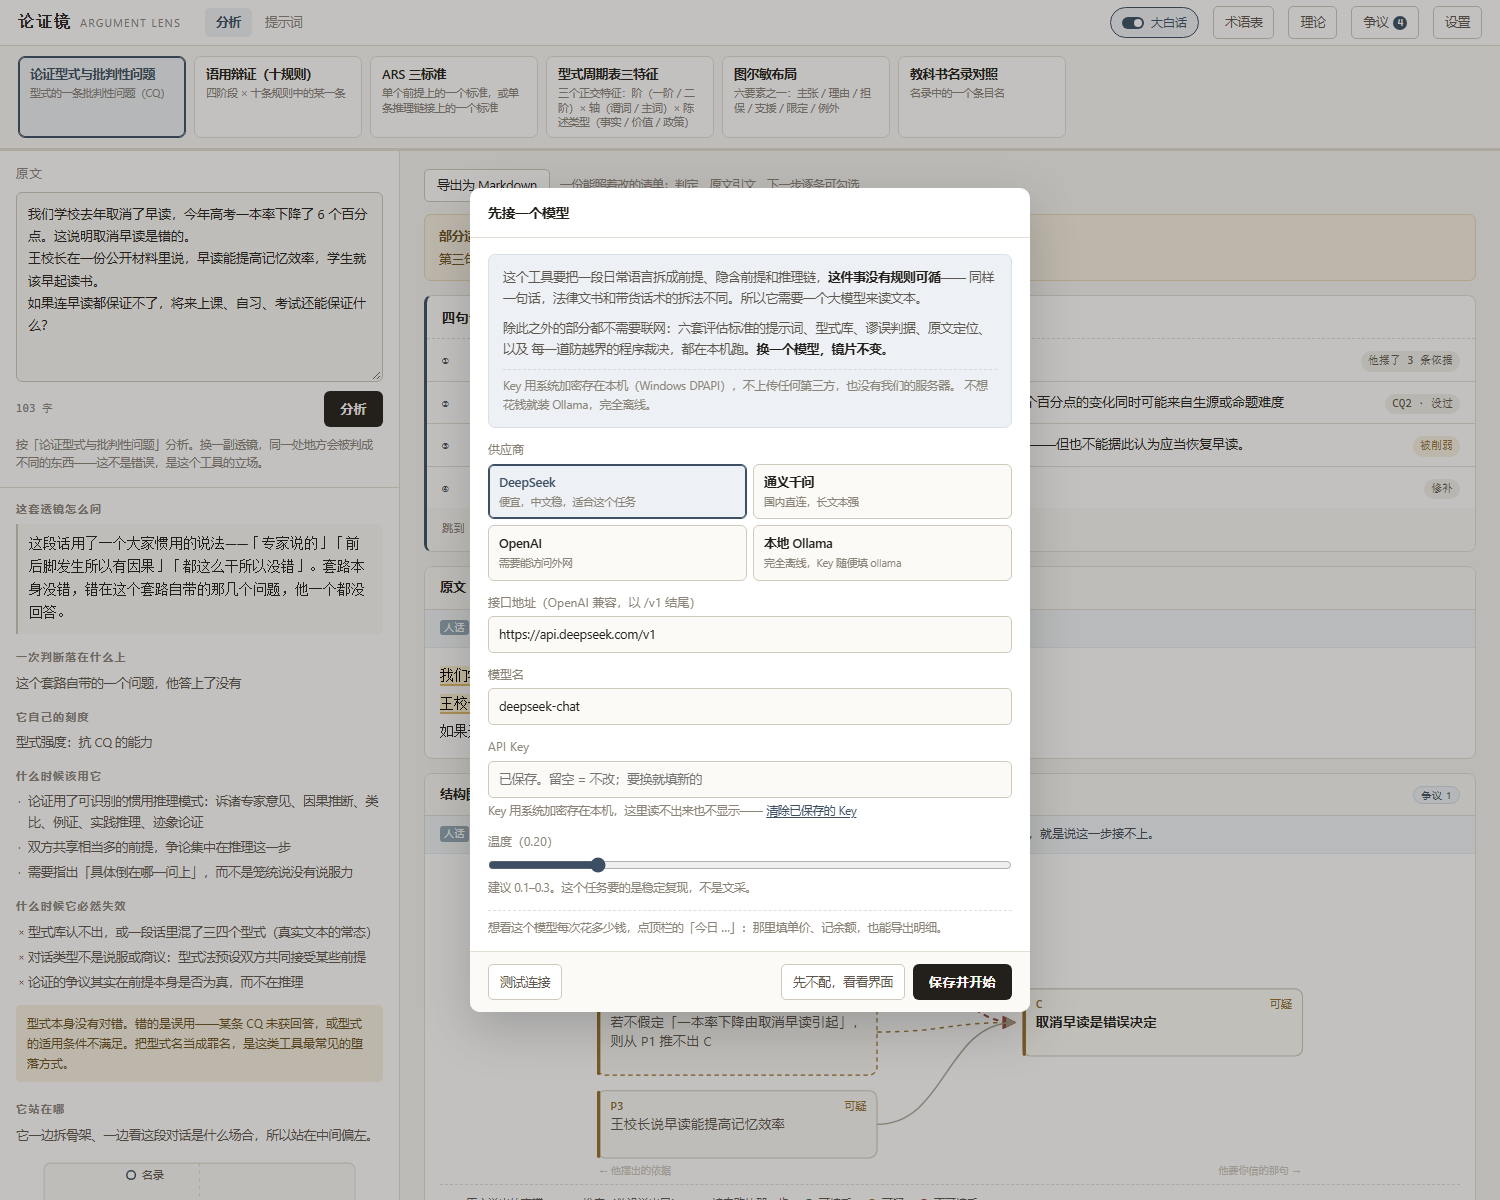 论证镜 ARGUMENT LENS 分析 提示词 大白话 术语表 理论 争议 4 设置
论证型式与批判性问题
型式的一条批判性问题（CQ）
语用辩证（十规则）
四阶段 × 十条规则中的某一条
ARS 三标准
单个前提上的一个标准，或单
条推理链接上的一个标准
型式周期表三特征
三个正交特征：阶（一阶 / 二
阶）× 轴（谓词 / 主词）× 陈
述类型（事实 / 价值 / 政策）
图尔敏布局
六要素之一：主张 / 理由 / 担
保 / 支援 / 限定 / 例外
教科书名录对照
名录中的一个条目名
原文
我们学校去年取消了早读，今年高考一本率下降了 6 个百分
点。这说明取消早读是错的。
王校长在一份公开材料里说，早读能提高记忆效率，学生就
该早起读书。
如果连早读都保证不了，将来上课、自习、考试还能保证什
么？
103 字
分析
按「论证型式与批判性问题」分析。换一副透镜，同一处地方会被判成
不同的东西——这不是错误，是这个工具的立场。
这套透镜怎么问
这段话用了一个大家惯用的说法——「专家说的」「前
后脚发生所以有因果」「都这么干所以没错」。套路本
身没错，错在这个套路自带的那几个问题，他一个都没
回答。
一次判断落在什么上
这个套路自带的一个问题，他答上了没有
它自己的刻度
型式强度：抗 CQ 的能力
什么时候该用它
· 论证用了可识别的惯用推理模式：诉诸专家意见、因果推断、类
比、例证、实践推理、迹象论证
· 双方共享相当多的前提，争论集中在推理这一步
· 需要指出「具体倒在哪一问上」，而不是笼统说没有说服力
什么时候它必然失效
× 型式库认不出，或一段话里混了三四个型式（真实文本的常态）
× 对话类型不是说服或商议：型式法预设双方共同接受某些前提
× 论证的争议其实在前提本身是否为真，而不在推理
型式本身没有对错。错的是误用——某条 CQ 未获回答，或型式
的适用条件不满足。把型式名当成罪名，是这类工具最常见的堕
落方式。
它站在哪
它一边拆骨架、一边看这段对话是什么场合，所以站在中间偏左。
名录
导出为 Markdown 一份能照着改的清单：判定、原文引文、下一步逐条可勾选
部分
第三
四句
① 他摆了 3 条依据
② 个百分点的变化同时可能来自生源或命题难度 CQ2 · 没过
③ ——但也不能据此认为应当恢复早读。 被削弱
④ 修补
跳到
原文
人话
我们
王校
如果
结构 争议 1
人话 ，就是说这一步接不上。
先接一个模型
这个工具要把一段日常语言拆成前提、隐含前提和推理链，这件事没有规则可循—— 同样
一句话，法律文书和带货话术的拆法不同。所以它需要一个大模型来读文本。
除此之外的部分都不需要联网：六套评估标准的提示词、型式库、谬误判据、原文定位、
以及 每一道防越界的程序裁决，都在本机跑。换一个模型，镜片不变。
Key 用系统加密存在本机（Windows DPAPI），不上传任何第三方，也没有我们的服务器。 不想
花钱就装 Ollama，完全离线。
供应商
DeepSeek
便宜，中文稳，适合这个任务
通义千问
国内直连，长文本强
OpenAI
需要能访问外网
本地 Ollama
完全离线，Key 随便填 ollama
接口地址（OpenAI 兼容，以 /v1 结尾）
https://api.deepseek.com/v1
模型名
deepseek-chat
API Key
已保存。留空 = 不改；要换就填新的
Key 用系统加密存在本机，这里读不出来也不显示—— 清除已保存的 Key
温度（0.20）
建议 0.1–0.3。这个任务要的是稳定复现，不是文采。
想看这个模型每次花多少钱，点顶栏的「今日 …」：那里填单价、记余额，也能导出明细。
测试连接 先不配，看看界面 保存并开始
若不假定「一本率下降由取消早读引起」，
则从 P1 推不出 C
C 可疑
取消早读是错误决定
P3 可疑
王校长说早读能提高记忆效率
← 他摆出的依据 他要你信的那句 →